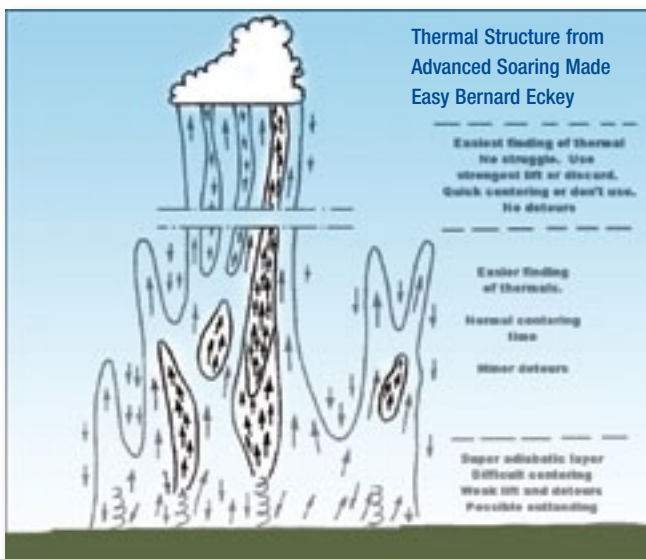 Thermal Structure from
Advanced Soaring Made
Easy Bernard Eckey
Easiest finding of thermal
No struggle. Use
strongest lift or discard.
Quick centering or don't use.
No detours
Easier finding
of thermals.
Normal centering
time
Minor detours
Super adiabatic layer
Difficult centering
Weak lift and detours
Possible outlanding